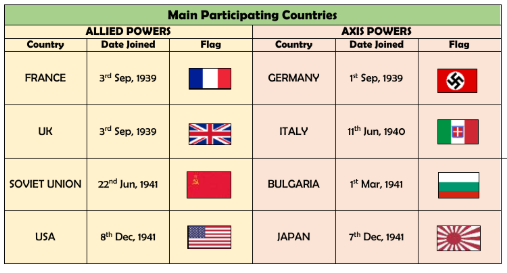 Main Participating Countries
ALLIED POWERS AXIS POWERS
Country Date Joined Flag Country Date Joined Flag
FRANCE 3rd Sep, 1939 GERMANY 1st Sep, 1939
UK 3rd Sep, 1939 ITALY 11th Jun, 1940
SOVIET UNION 22nd Jun, 1941 BULGARIA 1st Mar, 1941
USA 8th Dec, 1941 JAPAN 7th Dec, 1941